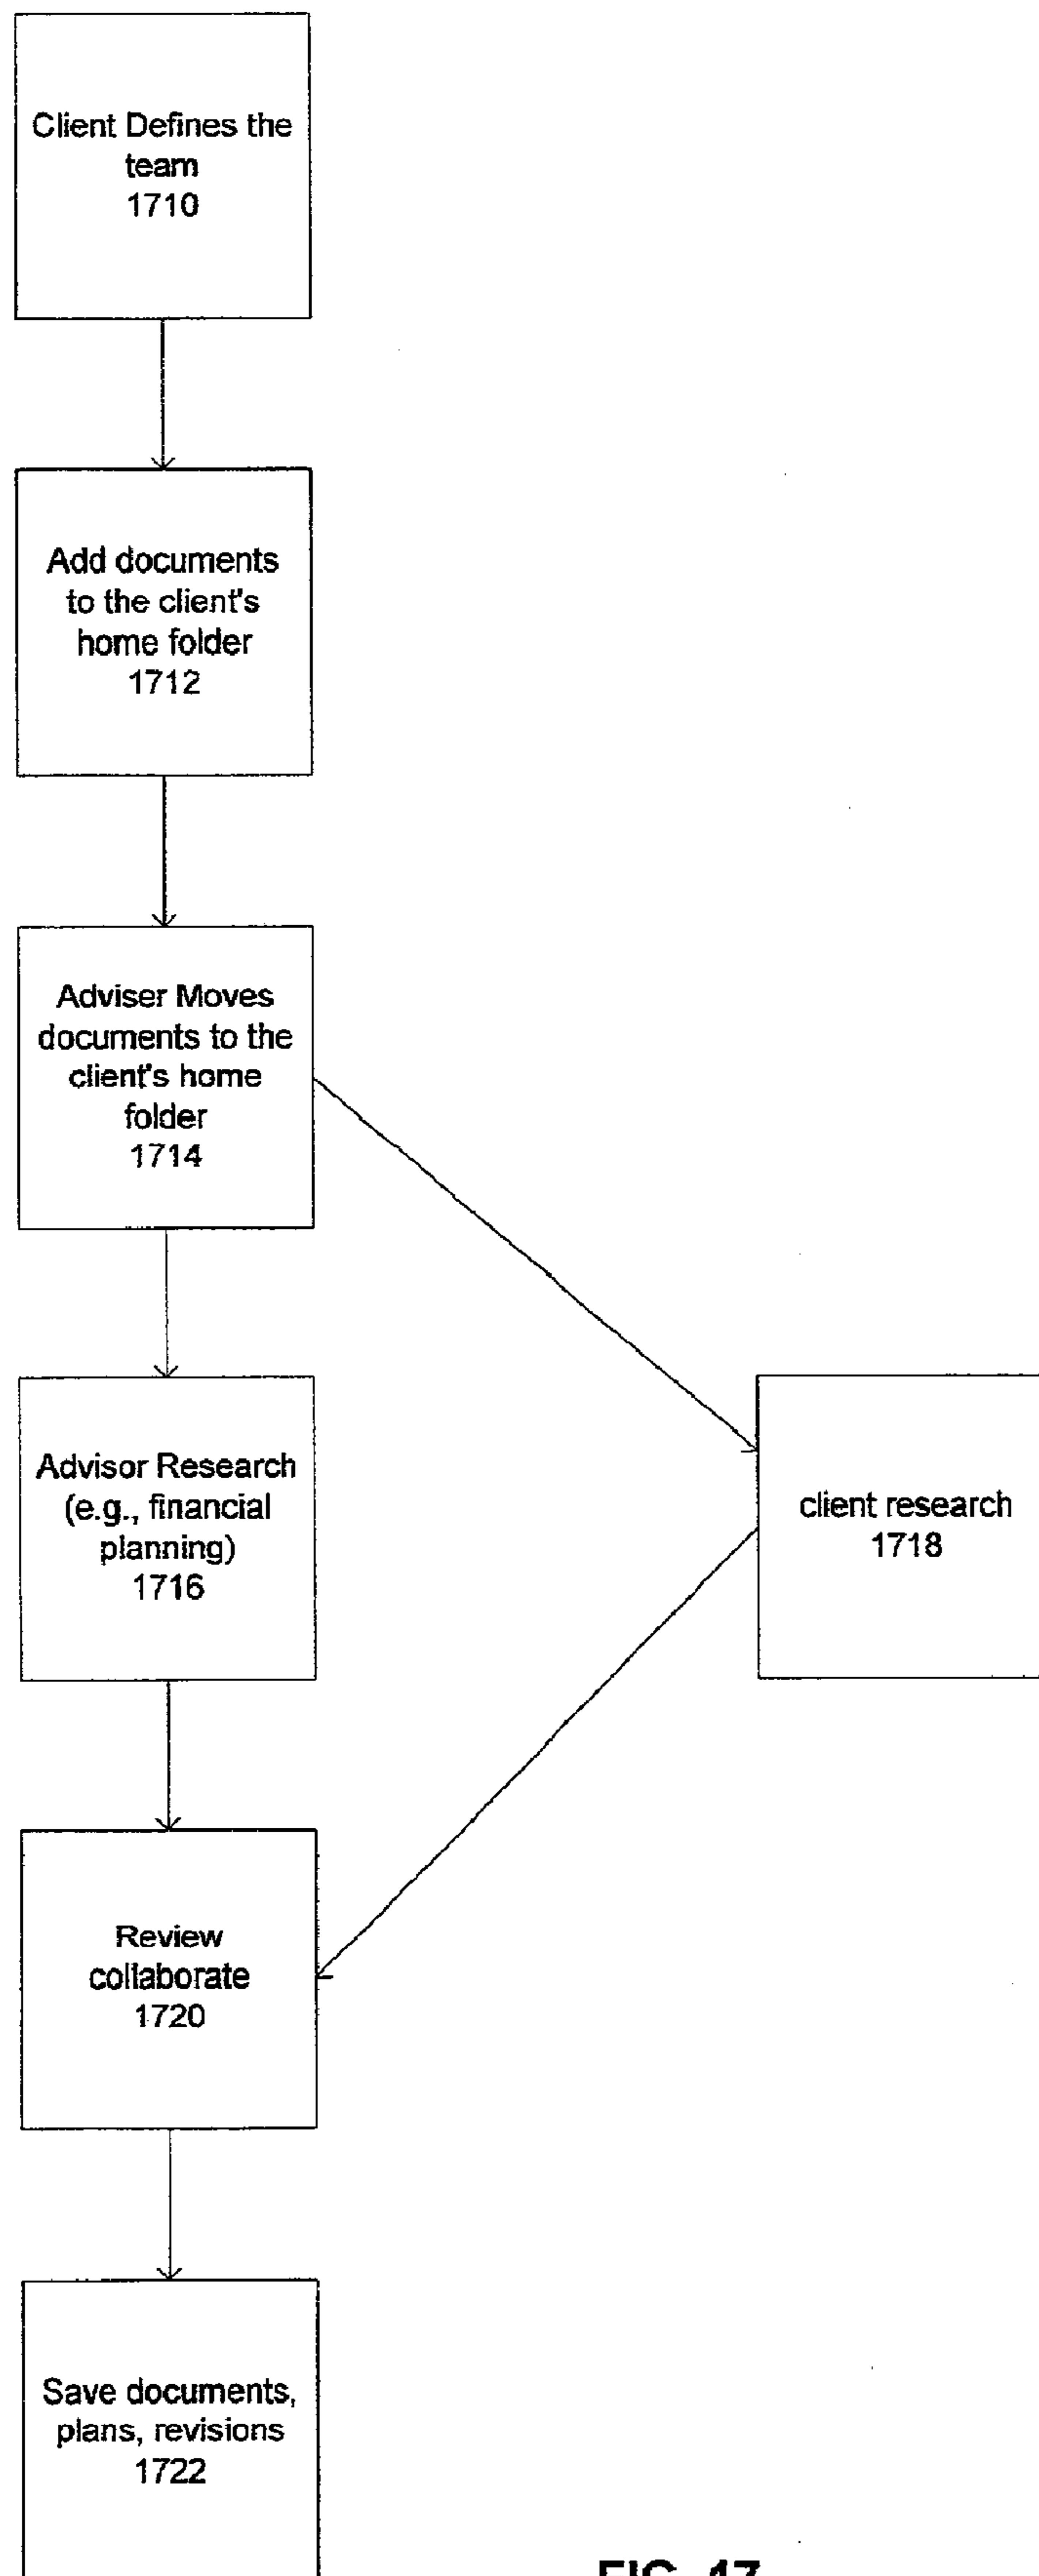 Client Defines the
team
1710
Add documents
to the client's
home folder
1712
Adviser Moves
documents to the
client's home
folder
1714
Advisor Research
(e.g., financial
planning)
1716
client research
1718
Review
collaborate
1720
Save documents,
plans, revisions
1722
FIG. 17